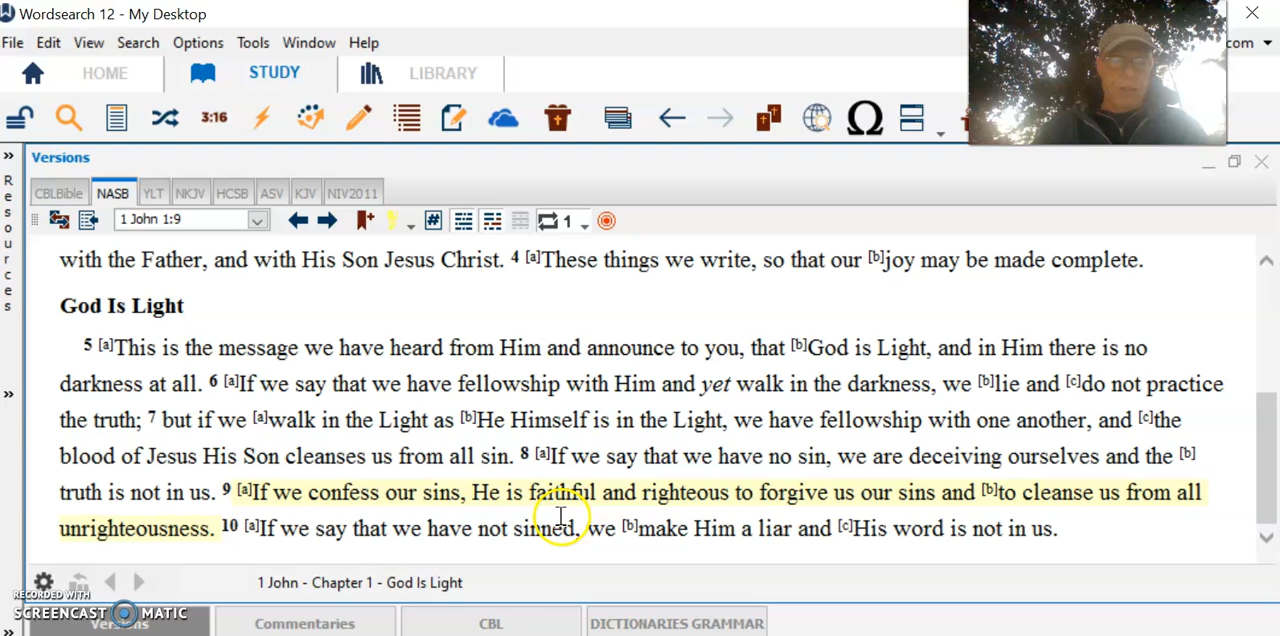 Wordsearch 12 - My Desktop
File Edit View Search Options Tools Window Help
com
HOME
STUDY
LIBRARY
3:16
Ω
» Versions
Resources
CBLBible NASB YLT NKJV HCSB ASV KJV NIV2011
1 John 1:9
# 1
with the Father, and with His Son Jesus Christ. 4 [a]These things we write, so that our [b]joy may be made complete.
God Is Light
5 [a]This is the message we have heard from Him and announce to you, that [b]God is Light, and in Him there is no
darkness at all. 6 [a]If we say that we have fellowship with Him and yet walk in the darkness, we [b]lie and [c]do not practice
the truth; 7 but if we [a]walk in the Light as [b]He Himself is in the Light, we have fellowship with one another, and [c]the
blood of Jesus His Son cleanses us from all sin. 8 [a]If we say that we have no sin, we are deceiving ourselves and the [b]
truth is not in us. 9 [a]If we confess our sins, He is faithful and righteous to forgive us our sins and [b]to cleanse us from all
unrighteousness. 10 [a]If we say that we have not sinned, we [b]make Him a liar and [c]His word is not in us.
»
1 John - Chapter 1 - God Is Light
RECORDED WITH
SCREENCAST MATIC
» Versions Commentaries CBL DICTIONARIES GRAMMAR